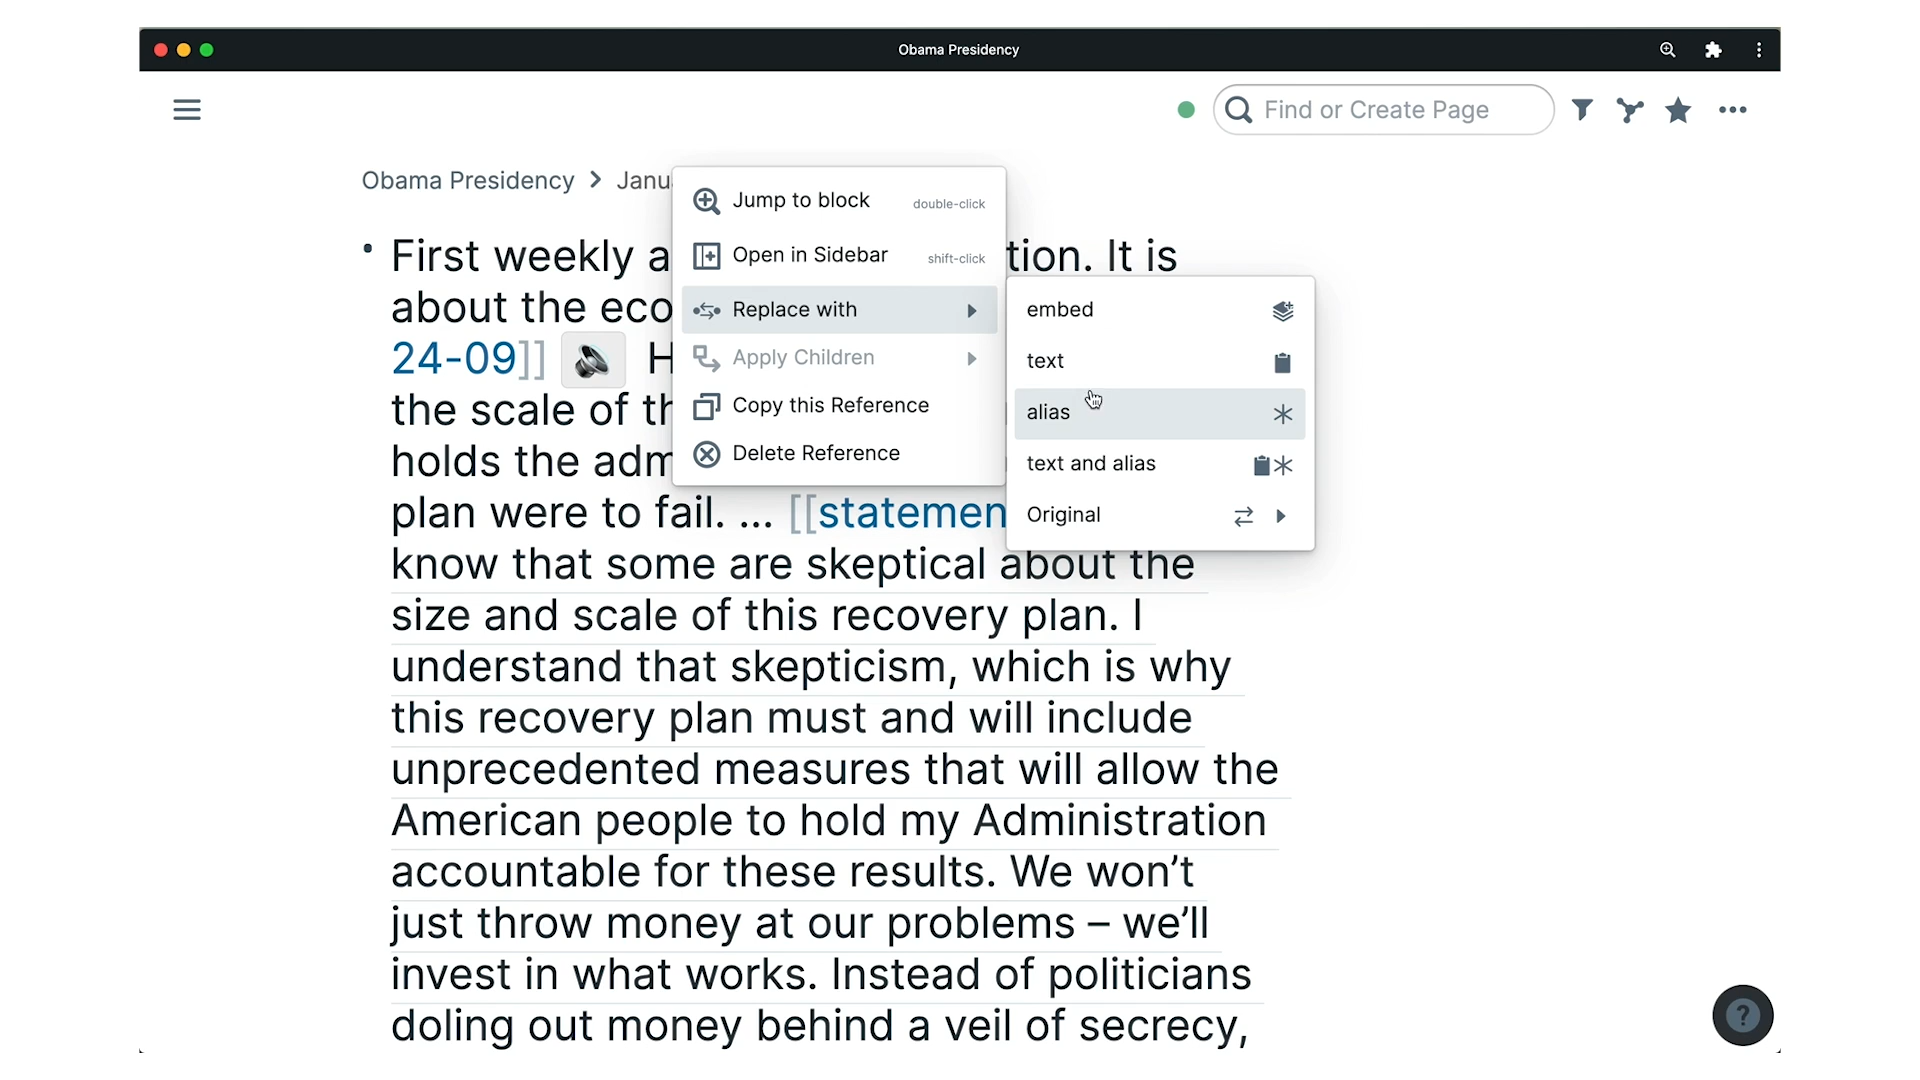 Obama Presidency
Find or Create Page
Obama Presidency > Janu
Jump to block double-click
Open in Sidebar shift-click
Replace with
Apply Children
Copy this Reference
Delete Reference
embed
text
alias
text and alias
Original
First weekly a tion. It is
about the eco
24-09]] H
the scale of th
holds the adm
plan were to fail. ... [[statemen
know that some are skeptical about the
size and scale of this recovery plan. I
understand that skepticism, which is why
this recovery plan must and will include
unprecedented measures that will allow the
American people to hold my Administration
accountable for these results. We won’t
just throw money at our problems – we’ll
invest in what works. Instead of politicians
doling out money behind a veil of secrecy,
?